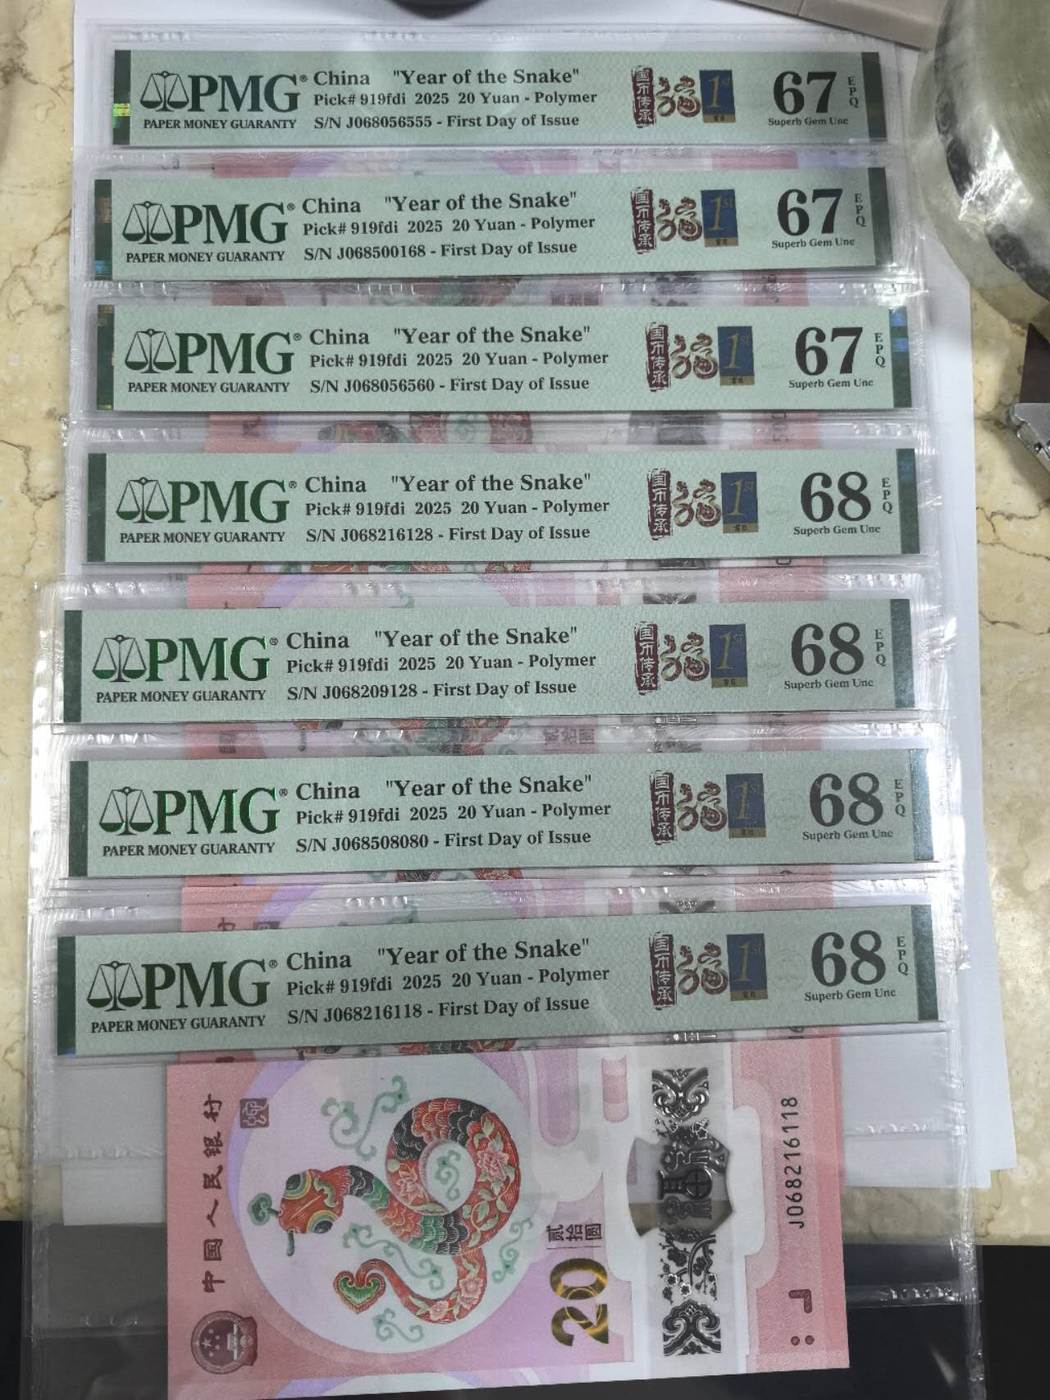 PMG® China "Year of the Snake"
Pick# 919fdi 2025 20 Yuan - Polymer
PAPER MONEY GUARANTY S/N J068056555 - First Day of Issue
国币传承 福 1st
67 EPQ
Superb Gem Unc
PMG® China "Year of the Snake"
Pick# 919fdi 2025 20 Yuan - Polymer
PAPER MONEY GUARANTY S/N J068500168 - First Day of Issue
国币传承 福 1st
67 EPQ
Superb Gem Unc
PMG® China "Year of the Snake"
Pick# 919fdi 2025 20 Yuan - Polymer
PAPER MONEY GUARANTY S/N J068056560 - First Day of Issue
国币传承 福 1st
67 EPQ
Superb Gem Unc
PMG® China "Year of the Snake"
Pick# 919fdi 2025 20 Yuan - Polymer
PAPER MONEY GUARANTY S/N J068216128 - First Day of Issue
国币传承 福 1st
68 EPQ
Superb Gem Unc
PMG® China "Year of the Snake"
Pick# 919fdi 2025 20 Yuan - Polymer
PAPER MONEY GUARANTY S/N J068209128 - First Day of Issue
国币传承 福 1st
68 EPQ
Superb Gem Unc
PMG® China "Year of the Snake"
Pick# 919fdi 2025 20 Yuan - Polymer
PAPER MONEY GUARANTY S/N J068508080 - First Day of Issue
国币传承 福 1st
68 EPQ
Superb Gem Unc
PMG® China "Year of the Snake"
Pick# 919fdi 2025 20 Yuan - Polymer
PAPER MONEY GUARANTY S/N J068216118 - First Day of Issue
国币传承 福 1st
68 EPQ
Superb Gem Unc
中国人民银行
贰拾圆
20
J068216118